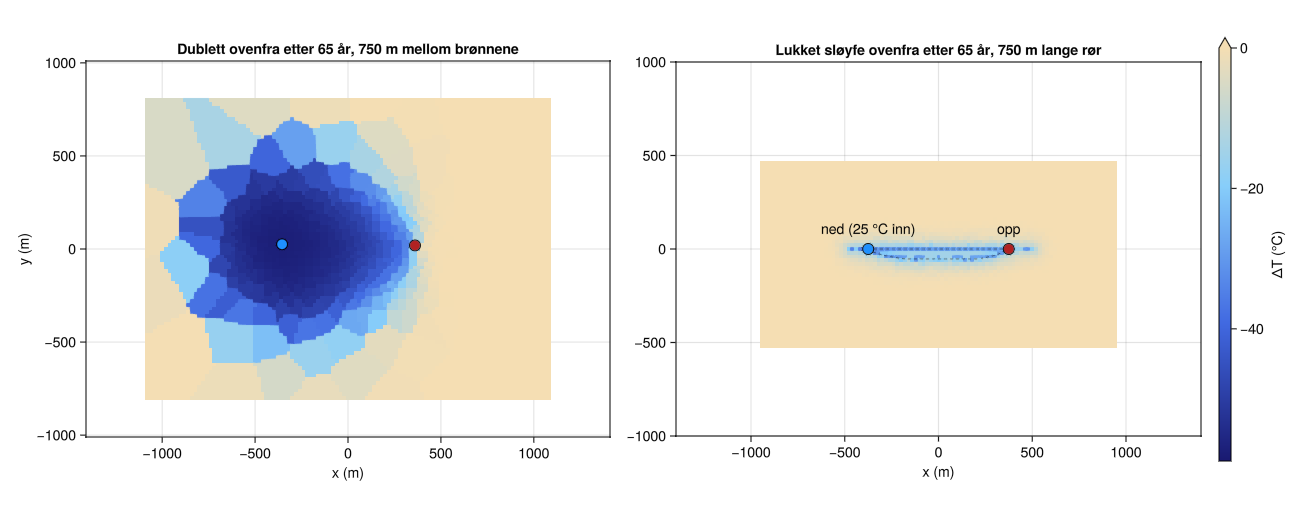 Dublett ovenfra etter 65 år, 750 m mellom brønnene
1000
500
0
−500
−1000
y (m)
−1000
−500
0
500
1000
x (m)
Lukket sløyfe ovenfra etter 65 år, 750 m lange rør
1000
500
0
−500
−1000
ned (25 °C inn)
opp
−1000
−500
0
500
1000
x (m)
0
−20
−40
ΔT (°C)